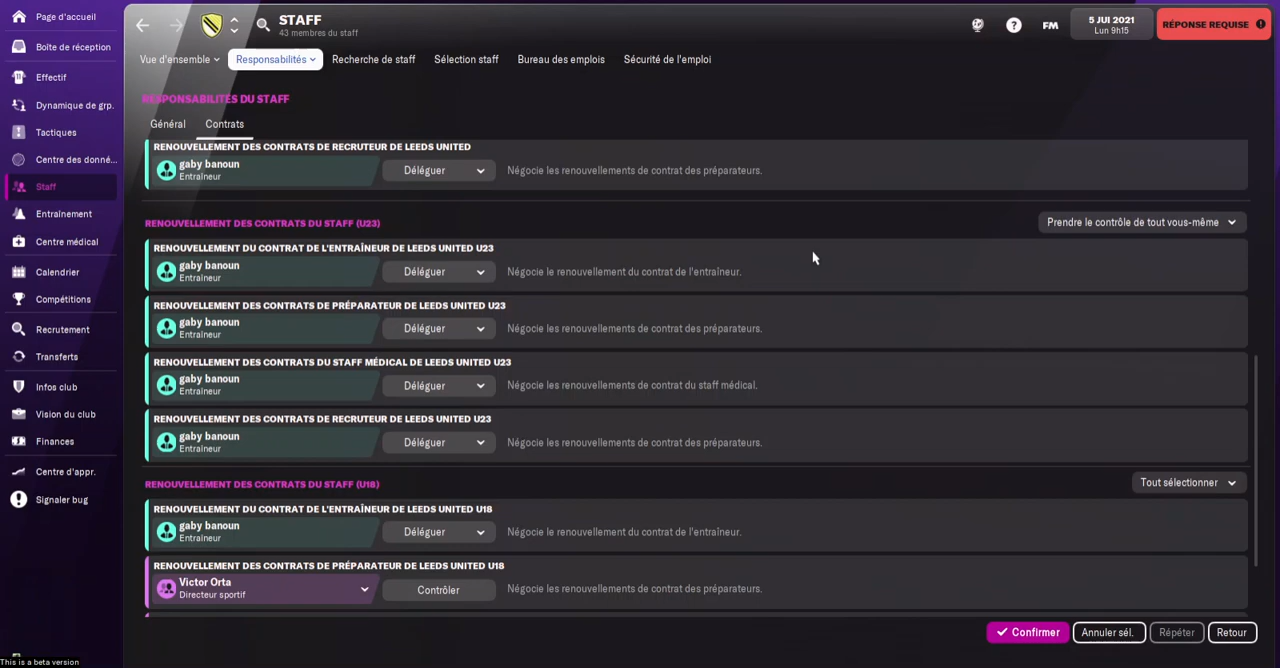 Page d'accueil
Boîte de réception
Effectif
Dynamique de grp.
Tactiques
Centre des donné...
Staff
Entraînement
Centre médical
Calendrier
Compétitions
Recrutement
Transferts
Infos club
Vision du club
Finances
Centre d'appr.
Signaler bug
This is a beta version
STAFF
43 membres du staff
FM
5 JUI 2021
Lun 9h15
RÉPONSE REQUISE
Vue d'ensemble
Responsabilités
Recherche de staff
Sélection staff
Bureau des emplois
Sécurité de l'emploi
RESPONSABILITÉS DU STAFF
Général
Contrats
RENOUVELLEMENT DES CONTRATS DE RECRUTEUR DE LEEDS UNITED
gaby banoun
Entraîneur
Déléguer
Négocie les renouvellements de contrat des préparateurs.
RENOUVELLEMENT DES CONTRATS DU STAFF (U23)
Prendre le contrôle de tout vous-même
RENOUVELLEMENT DU CONTRAT DE L'ENTRAÎNEUR DE LEEDS UNITED U23
gaby banoun
Entraîneur
Déléguer
Négocie le renouvellement du contrat de l'entraîneur.
RENOUVELLEMENT DES CONTRATS DE PRÉPARATEUR DE LEEDS UNITED U23
gaby banoun
Entraîneur
Déléguer
Négocie les renouvellements de contrat des préparateurs.
RENOUVELLEMENT DES CONTRATS DU STAFF MÉDICAL DE LEEDS UNITED U23
gaby banoun
Entraîneur
Déléguer
Négocie les renouvellements de contrat du staff médical.
RENOUVELLEMENT DES CONTRATS DE RECRUTEUR DE LEEDS UNITED U23
gaby banoun
Entraîneur
Déléguer
Négocie les renouvellements de contrat des préparateurs.
RENOUVELLEMENT DES CONTRATS DU STAFF (U18)
Tout sélectionner
RENOUVELLEMENT DU CONTRAT DE L'ENTRAÎNEUR DE LEEDS UNITED U18
gaby banoun
Entraîneur
Déléguer
Négocie le renouvellement du contrat de l'entraîneur.
RENOUVELLEMENT DES CONTRATS DE PRÉPARATEUR DE LEEDS UNITED U18
Victor Orta
Directeur sportif
Contrôler
Négocie les renouvellements de contrat des préparateurs.
Confirmer
Annuler sél.
Répéter
Retour